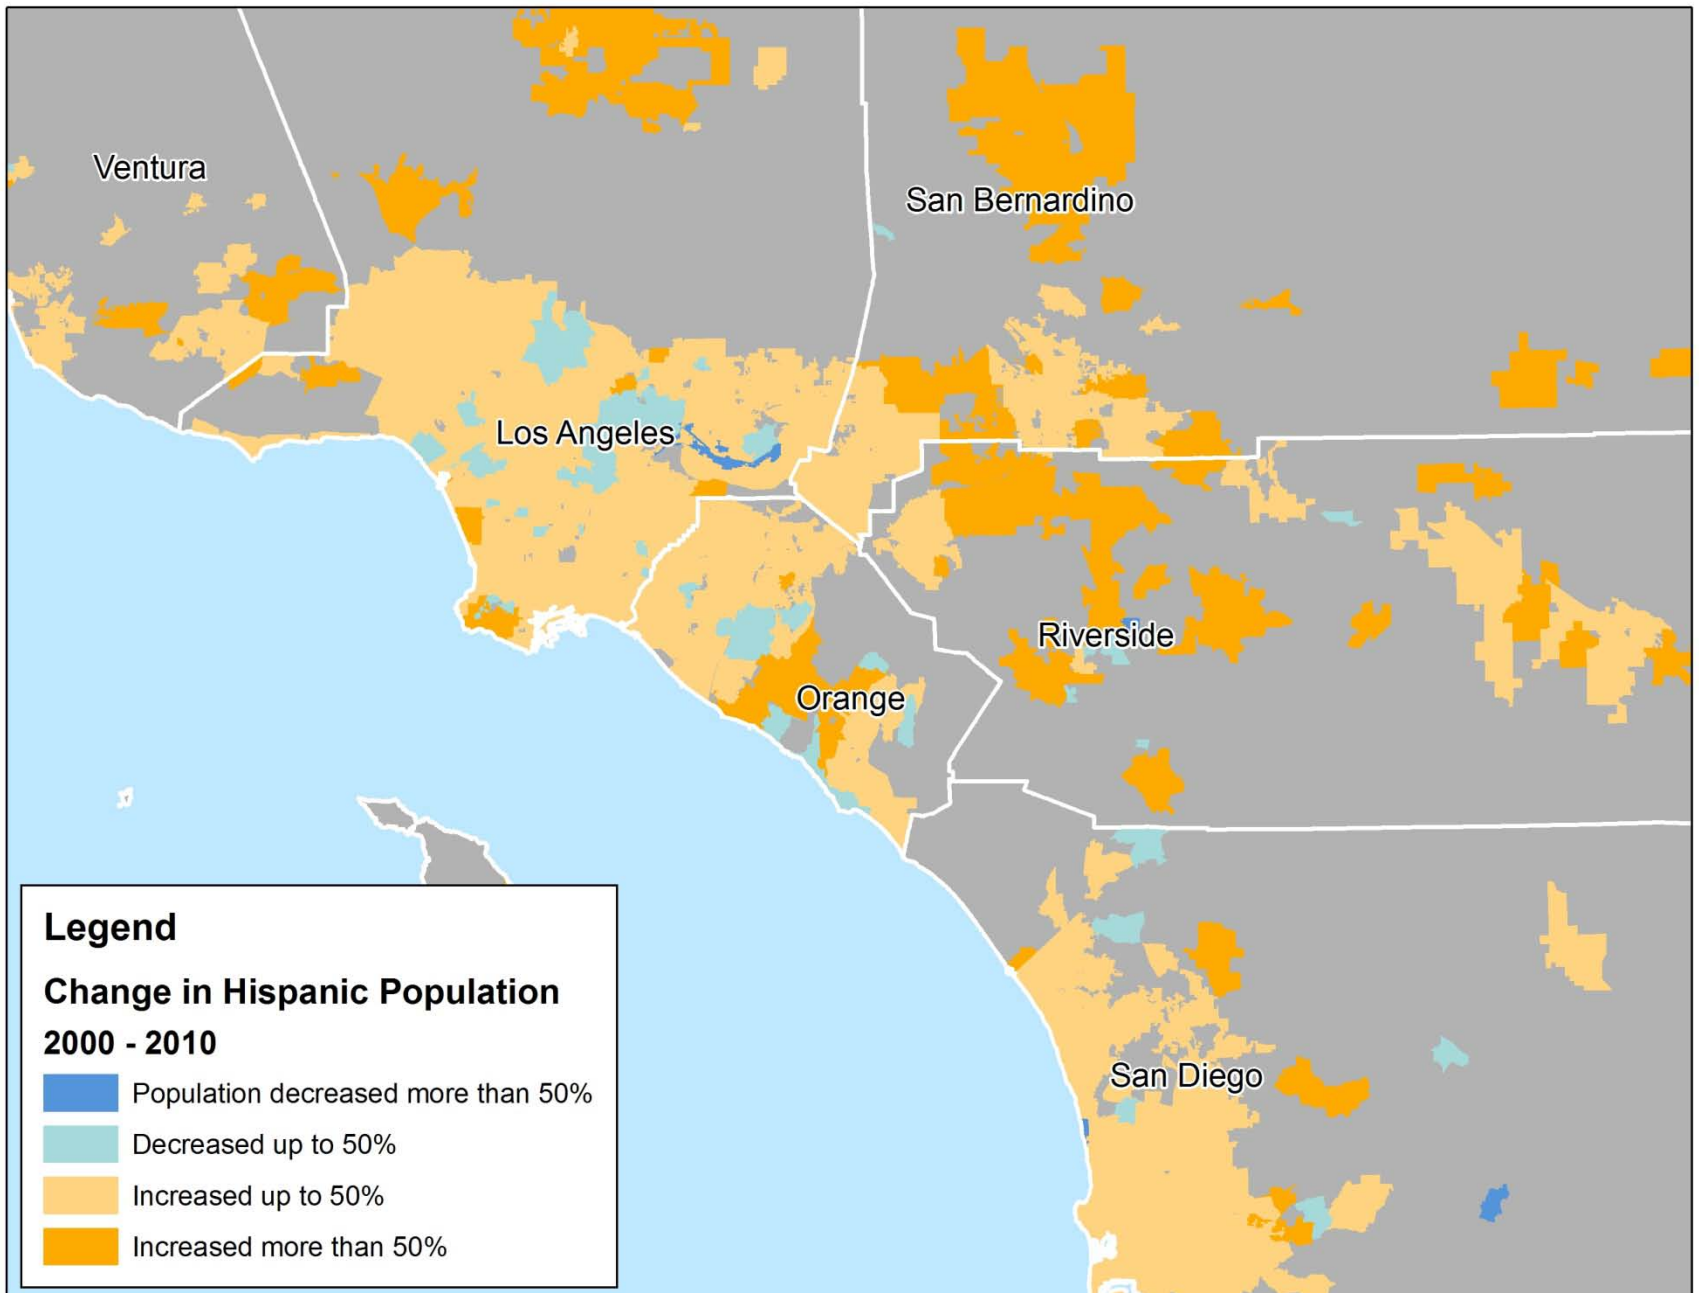 Ventura
San Bernardino
Los Angeles
Riverside
Orange
San Diego
Legend
Change in Hispanic Population
2000 - 2010
Population decreased more than 50%
Decreased up to 50%
Increased up to 50%
Increased more than 50%